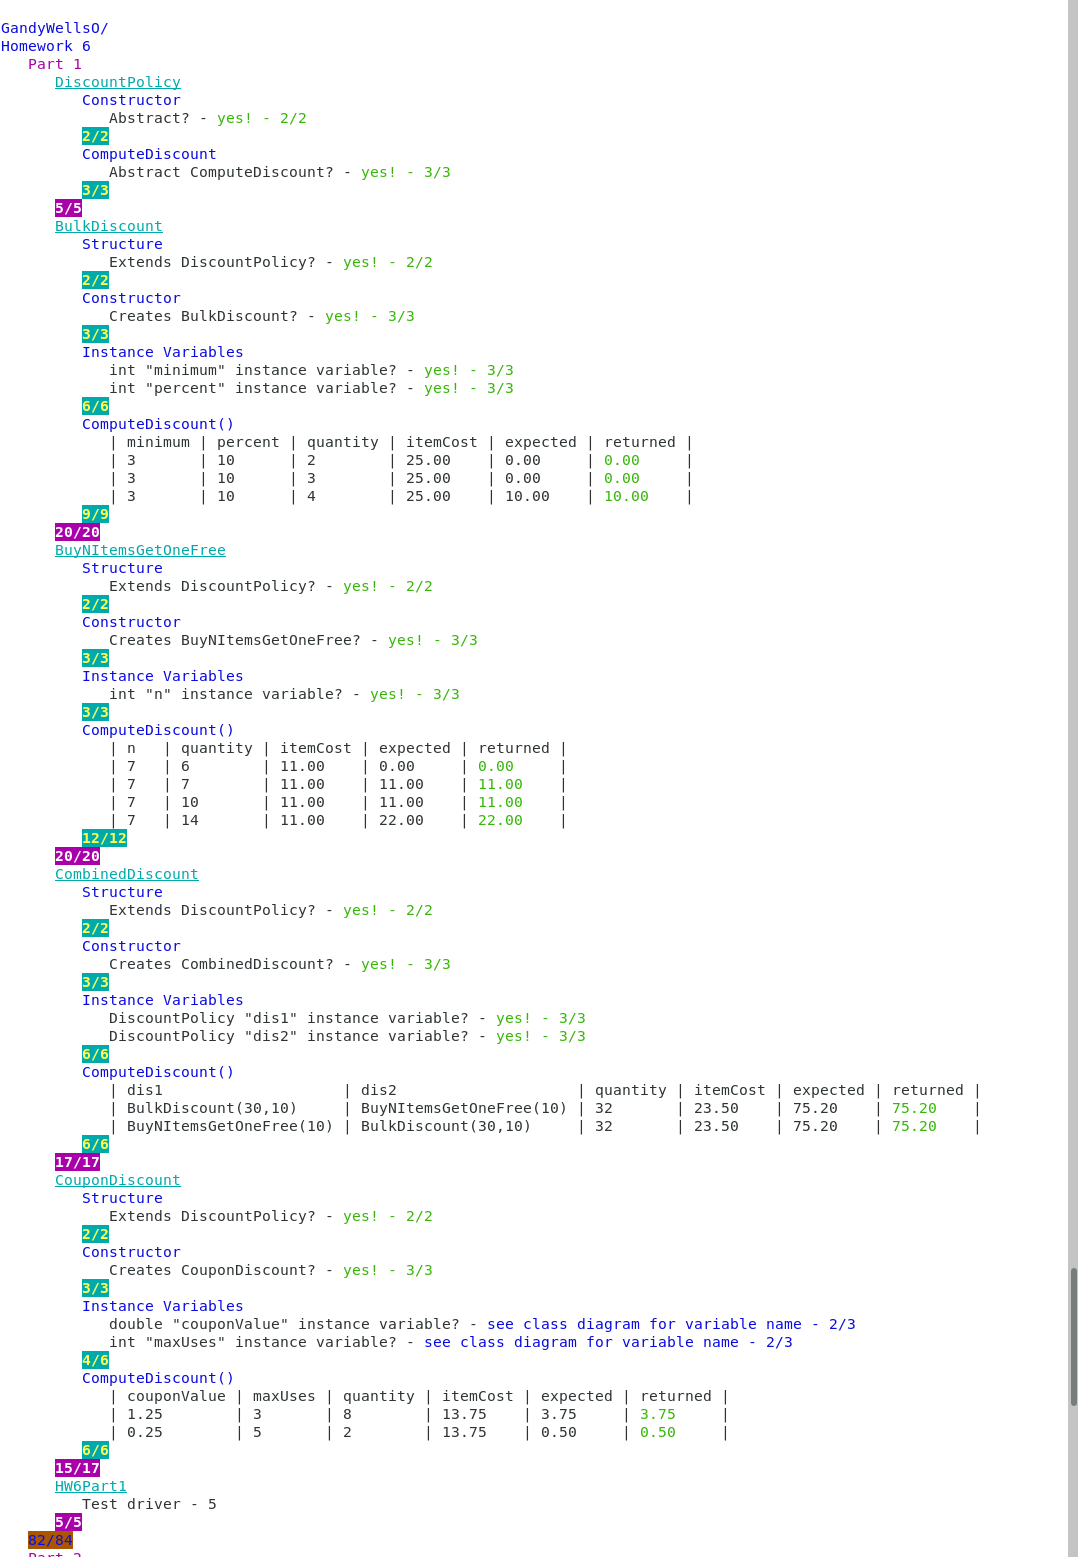 GandyWellsO/
Homework 6
Part 1
DiscountPolicy
Constructor
Abstract? - yes! - 2/2
2/2
ComputeDiscount
Abstract ComputeDiscount? - yes! - 3/3
3/3
5/5
BulkDiscount
Structure
Extends DiscountPolicy? - yes! - 2/2
2/2
Constructor
Creates BulkDiscount? - yes! - 3/3
3/3
Instance Variables
int "minimum" instance variable? - yes! - 3/3
int "percent" instance variable? - yes! - 3/3
6/6
ComputeDiscount()
| minimum | percent | quantity | itemCost | expected | returned |
| 3 | 10 | 2 | 25.00 | 0.00 | 0.00 |
| 3 | 10 | 3 | 25.00 | 0.00 | 0.00 |
| 3 | 10 | 4 | 25.00 | 10.00 | 10.00 |
9/9
20/20
BuyNItemsGetOneFree
Structure
Extends DiscountPolicy? - yes! - 2/2
2/2
Constructor
Creates BuyNItemsGetOneFree? - yes! - 3/3
3/3
Instance Variables
int "n" instance variable? - yes! - 3/3
3/3
ComputeDiscount()
| n | quantity | itemCost | expected | returned |
| 7 | 6 | 11.00 | 0.00 | 0.00 |
| 7 | 7 | 11.00 | 11.00 | 11.00 |
| 7 | 10 | 11.00 | 11.00 | 11.00 |
| 7 | 14 | 11.00 | 22.00 | 22.00 |
12/12
20/20
CombinedDiscount
Structure
Extends DiscountPolicy? - yes! - 2/2
2/2
Constructor
Creates CombinedDiscount? - yes! - 3/3
3/3
Instance Variables
DiscountPolicy "dis1" instance variable? - yes! - 3/3
DiscountPolicy "dis2" instance variable? - yes! - 3/3
6/6
ComputeDiscount()
| dis1 | dis2 | quantity | itemCost | expected | returned |
| BulkDiscount(30,10) | BuyNItemsGetOneFree(10) | 32 | 23.50 | 75.20 | 75.20 |
| BuyNItemsGetOneFree(10) | BulkDiscount(30,10) | 32 | 23.50 | 75.20 | 75.20 |
6/6
17/17
CouponDiscount
Structure
Extends DiscountPolicy? - yes! - 2/2
2/2
Constructor
Creates CouponDiscount? - yes! - 3/3
3/3
Instance Variables
double "couponValue" instance variable? - see class diagram for variable name - 2/3
int "maxUses" instance variable? - see class diagram for variable name - 2/3
4/6
ComputeDiscount()
| couponValue | maxUses | quantity | itemCost | expected | returned |
| 1.25 | 3 | 8 | 13.75 | 3.75 | 3.75 |
| 0.25 | 5 | 2 | 13.75 | 0.50 | 0.50 |
6/6
15/17
HW6Part1
Test driver - 5
5/5
82/84
Part 2